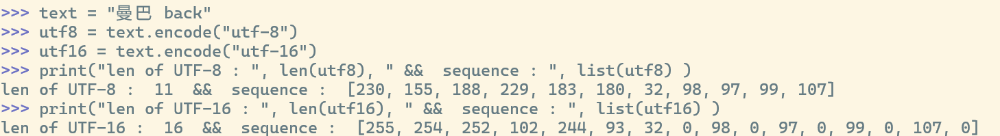 >>> text = "曼巴 back"
>>> utf8 = text.encode("utf-8")
>>> utf16 = text.encode("utf-16")
>>> print("len of UTF-8 : ", len(utf8), " &&  sequence : ", list(utf8) )
len of UTF-8 :  11  &&  sequence :  [230, 155, 188, 229, 183, 180, 32, 98, 97, 99, 107]
>>> print("len of UTF-16 : ", len(utf16), " &&  sequence : ", list(utf16) )
len of UTF-16 :  16  &&  sequence :  [255, 254, 252, 102, 244, 93, 32, 0, 98, 0, 97, 0, 99, 0, 107, 0]